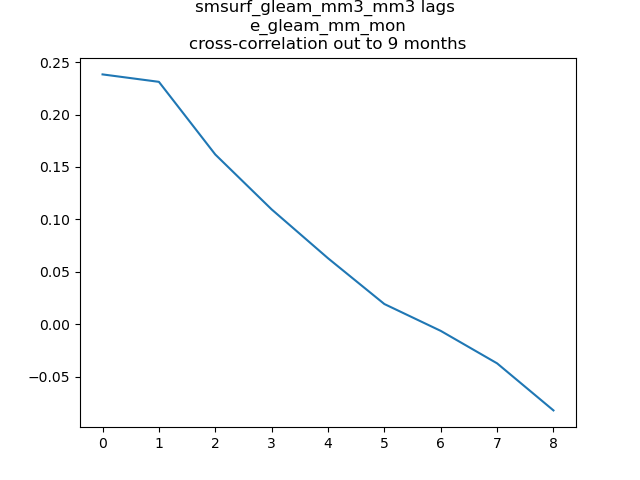 smsurf_gleam_mm3_mm3 lags
e_gleam_mm_mon
cross-correlation out to 9 months
0.25
0.20
0.15
0.10
0.05
0.00
−0.05
0 1 2 3 4 5 6 7 8